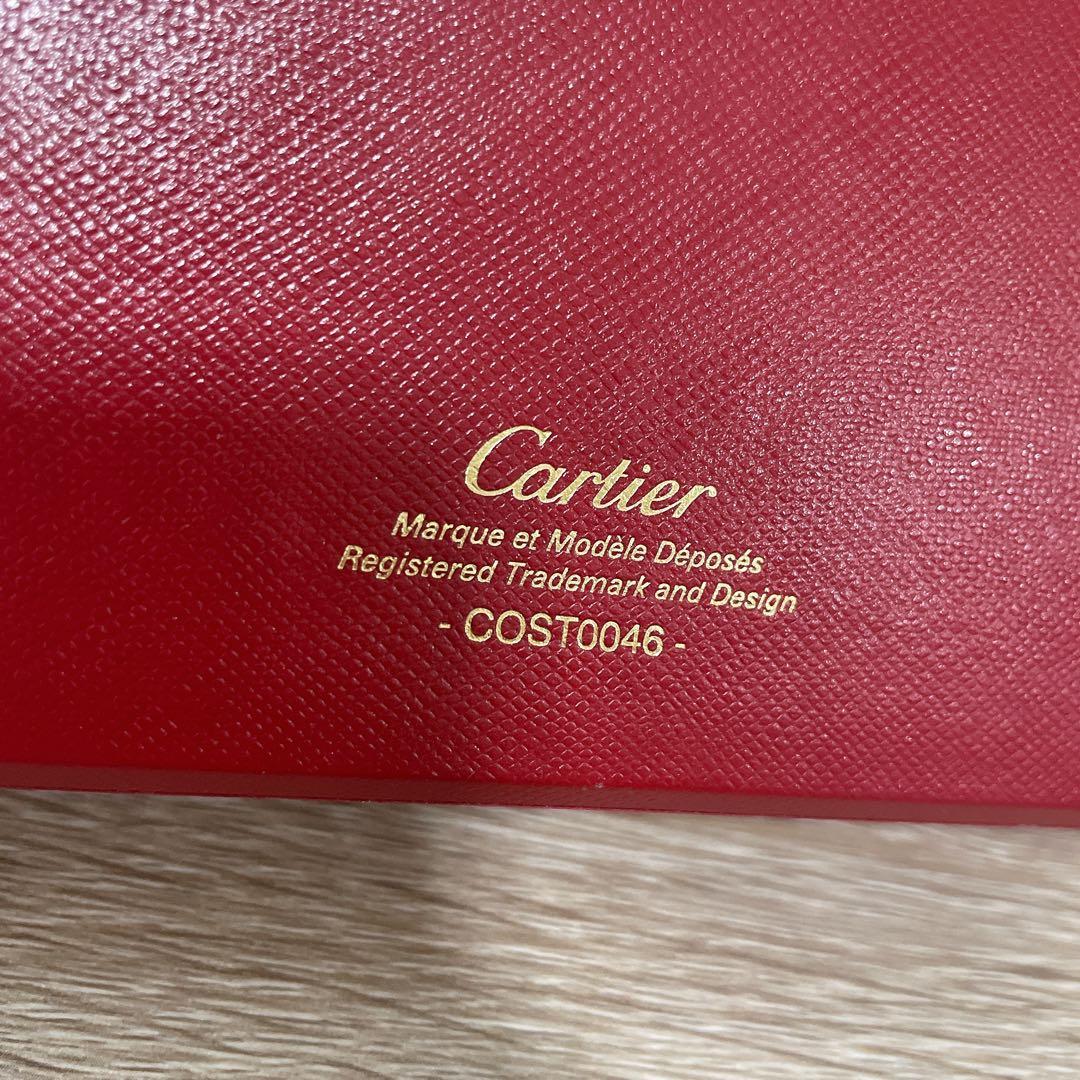 Cartier
Marque et Modèle Déposés
Registered Trademark and Design
- COST0046 -